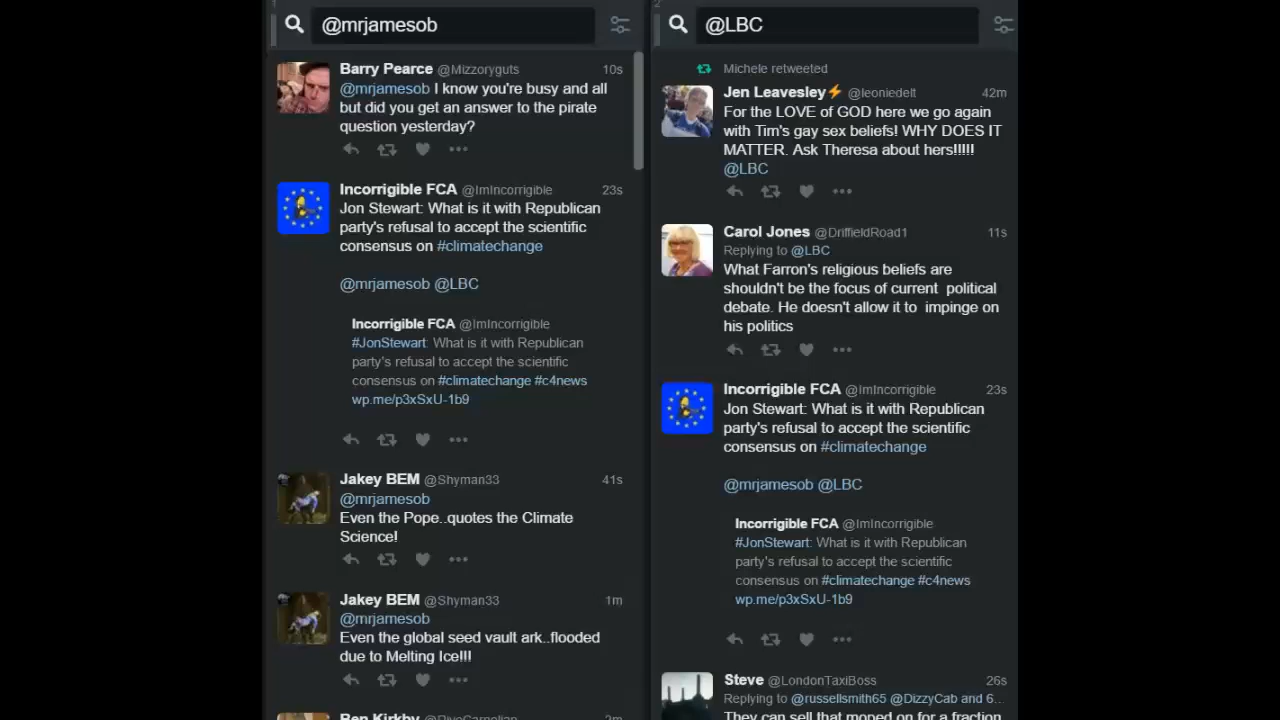 1
@mrjamesob
Barry Pearce @Mizzoryguts 10s
@mrjamesob I know you're busy and all
but did you get an answer to the pirate
question yesterday?
Incorrigible FCA @ImIncorrigible 23s
Jon Stewart: What is it with Republican
party's refusal to accept the scientific
consensus on #climatechange
@mrjamesob @LBC
Incorrigible FCA @ImIncorrigible
#JonStewart: What is it with Republican
party's refusal to accept the scientific
consensus on #climatechange #c4news
wp.me/p3xSxU-1b9
Jakey BEM @Shyman33 41s
@mrjamesob
Even the Pope..quotes the Climate
Science!
Jakey BEM @Shyman33 1m
@mrjamesob
Even the global seed vault ark..flooded
due to Melting Ice!!!
Ben Kirkby 2m
2
@LBC
Michele retweeted
Jen Leavesley⚡ @leoniedelt 42m
For the LOVE of GOD here we go again
with Tim's gay sex beliefs! WHY DOES IT
MATTER. Ask Theresa about hers!!!!!
@LBC
Carol Jones @DriffieldRoad1 11s
Replying to @LBC
What Farron's religious beliefs are
shouldn't be the focus of current political
debate. He doesn't allow it to impinge on
his politics
Incorrigible FCA @ImIncorrigible 23s
Jon Stewart: What is it with Republican
party's refusal to accept the scientific
consensus on #climatechange
@mrjamesob @LBC
Incorrigible FCA @ImIncorrigible
#JonStewart: What is it with Republican
party's refusal to accept the scientific
consensus on #climatechange #c4news
wp.me/p3xSxU-1b9
Steve @LondonTaxiBoss 26s
Replying to @russellsmith65 @DizzyCab and 6...
They can sell that moped on for a fraction